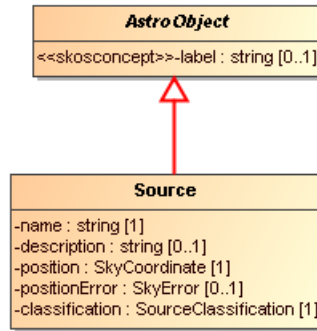 AstroObject
<<skosconcept>>-label : string [0..1]
Source
-name : string [1]
-description : string [0..1]
-position : SkyCoordinate [1]
-positionError : SkyError [0..1]
-classification : SourceClassification [1]